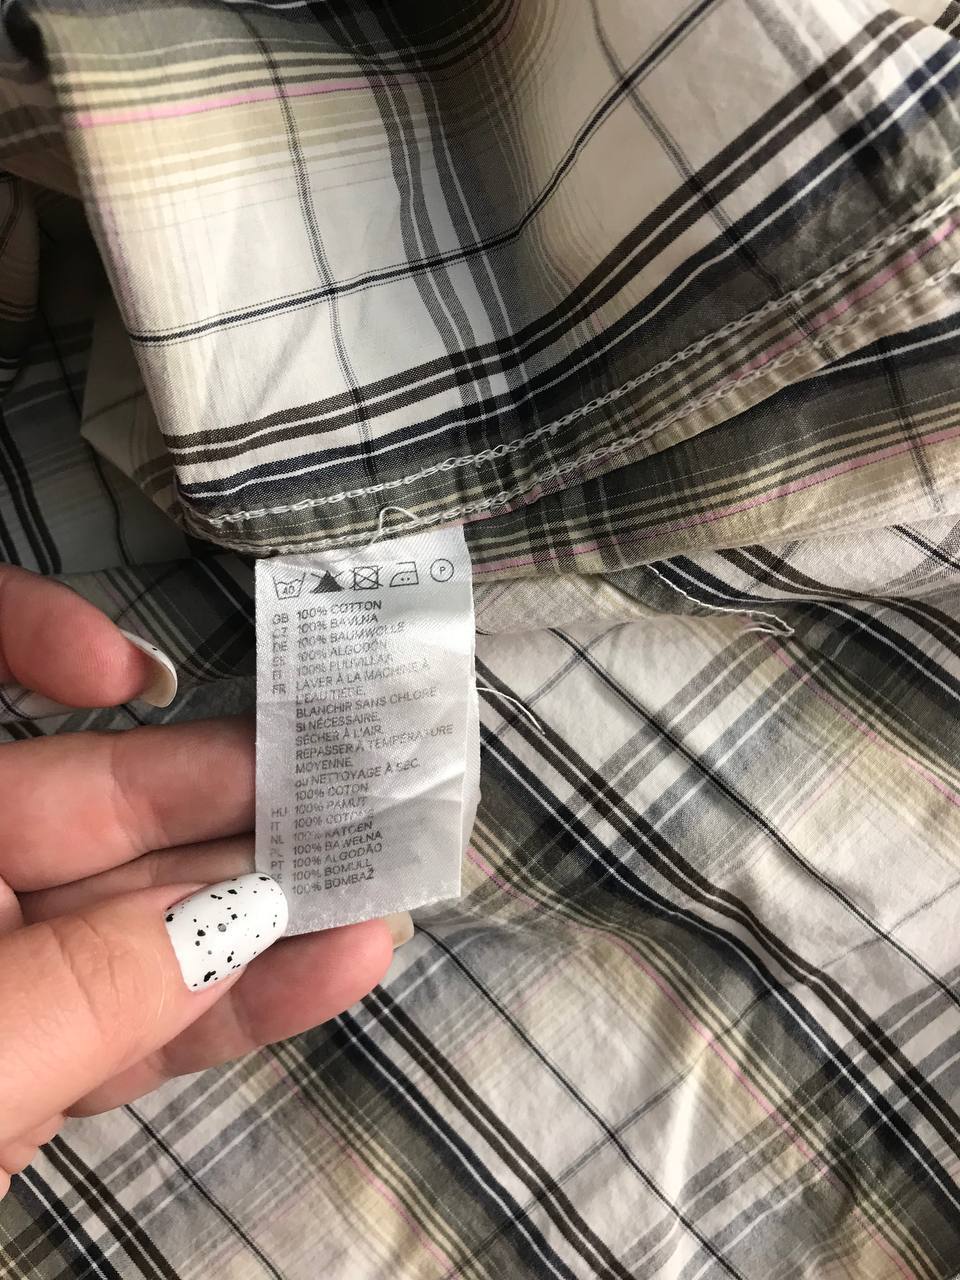 40 P
GB 100% COTTON
CZ 100% BAVLNA
DE 100% BAUMWOLLE
ES 100% ALGODON
FI 100% PUUVILLAA
FR LAVER À LA MACHINE À
L'EAU TIÈDE.
BLANCHIR SANS CHLORE
SI NÉCESSAIRE.
SÉCHER À L'AIR.
REPASSER À TEMPÉRATURE
MOYENNE.
ou NETTOYAGE À SEC.
100% COTON
HU 100% PAMUT
IT 100% COTONE
NL 100% KATOEN
PL 100% BAWEŁNA
PT 100% ALGODÃO
SE 100% BOMULL
100% BOMBAŽ